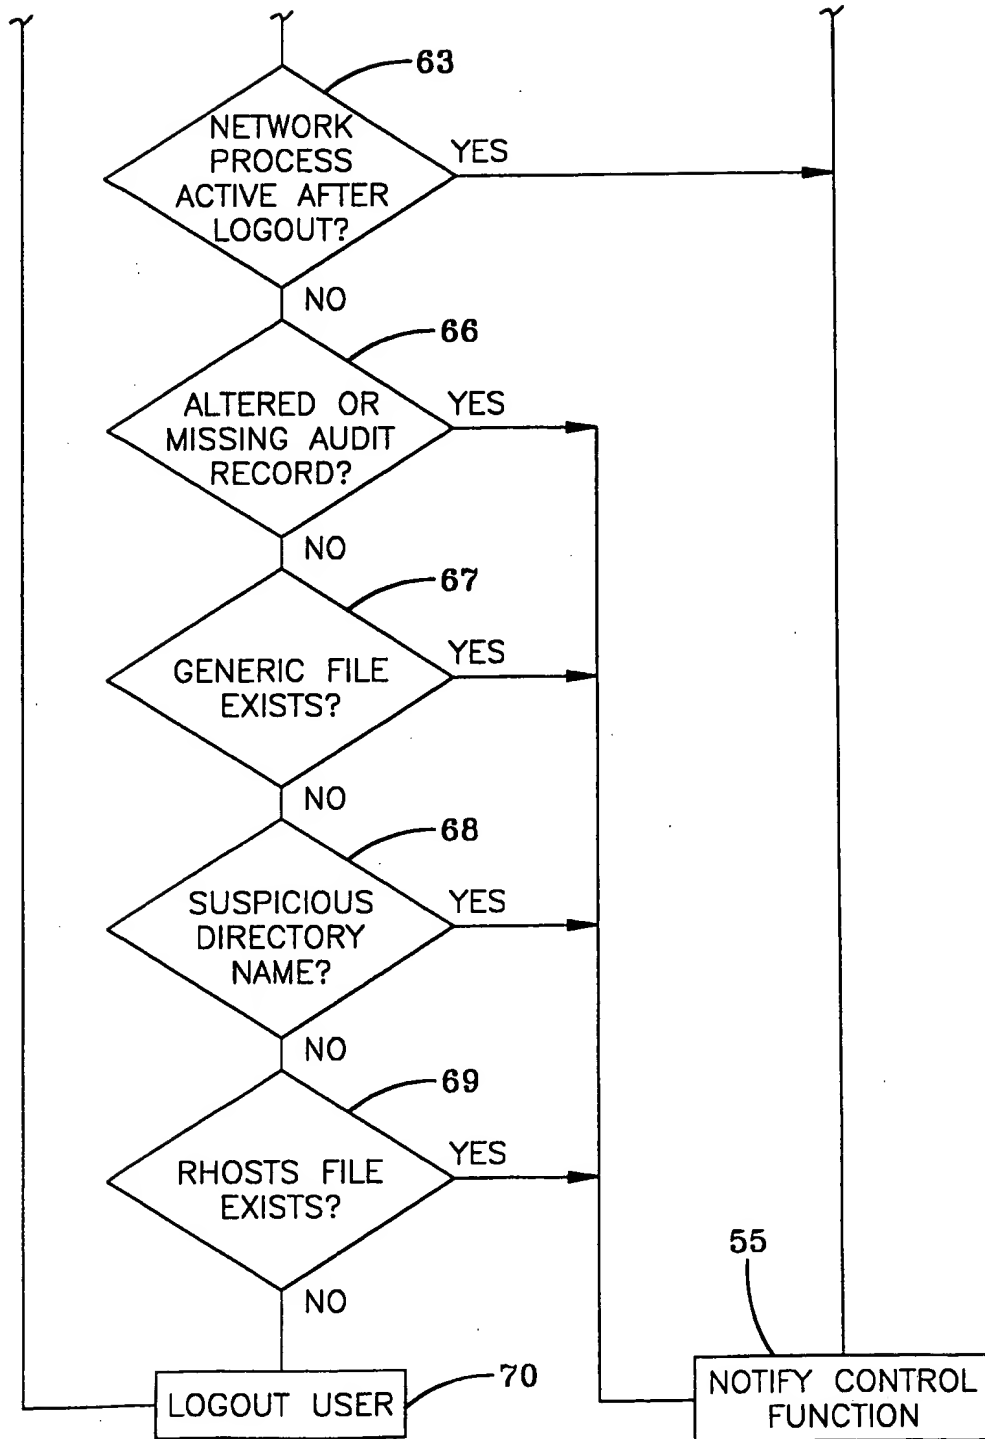 63
NETWORK
PROCESS
ACTIVE AFTER
LOGOUT?
YES
NO
66
ALTERED OR
MISSING AUDIT
RECORD?
YES
NO
67
GENERIC FILE
EXISTS?
YES
NO
68
SUSPICIOUS
DIRECTORY
NAME?
YES
NO
69
RHOSTS FILE
EXISTS?
YES
NO
55
LOGOUT USER
70
NOTIFY CONTROL
FUNCTION